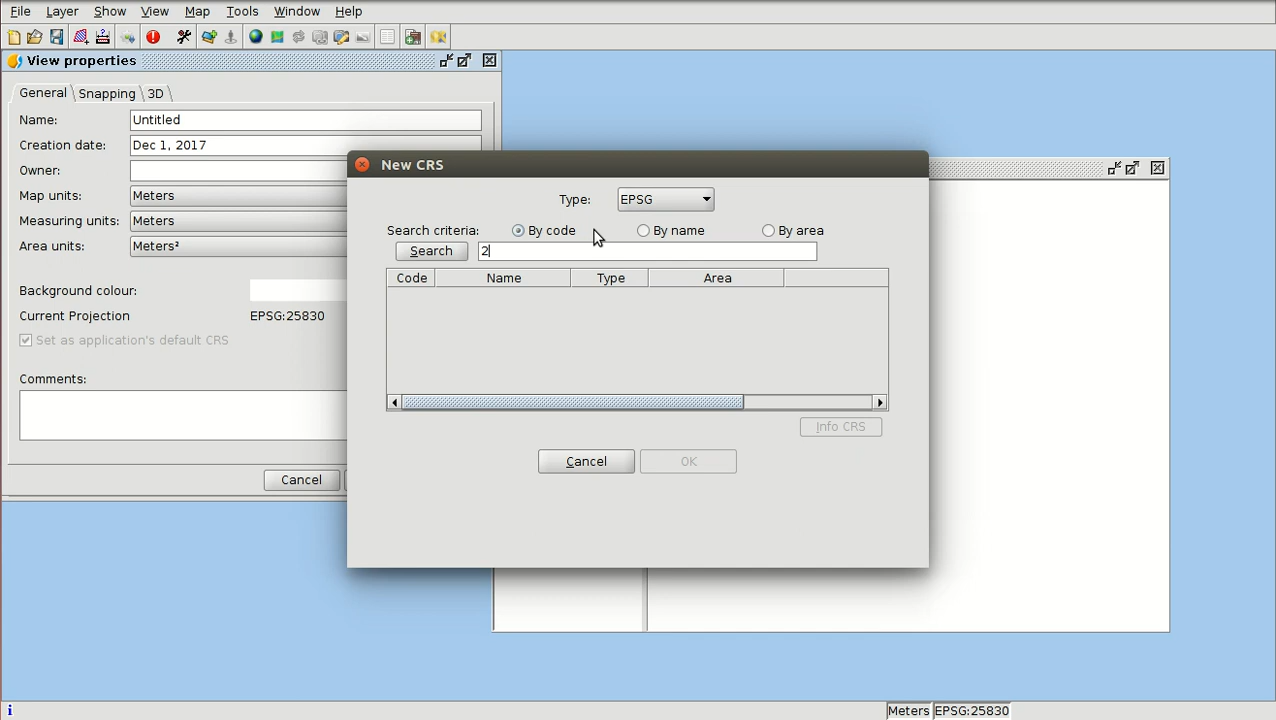 File Layer Show View Map Tools Window Help
View properties
General Snapping 3D
Name: Untitled
Creation date: Dec 1, 2017
Owner:
Map units: Meters
Measuring units: Meters
Area units: Meters²
Background colour:
Current Projection EPSG:25830
Set as application's default CRS
Comments:
Cancel
New CRS
Type: EPSG
Search criteria: By code By name By area
Search 2
Code Name Type Area
Info CRS
Cancel OK
Meters EPSG:25830